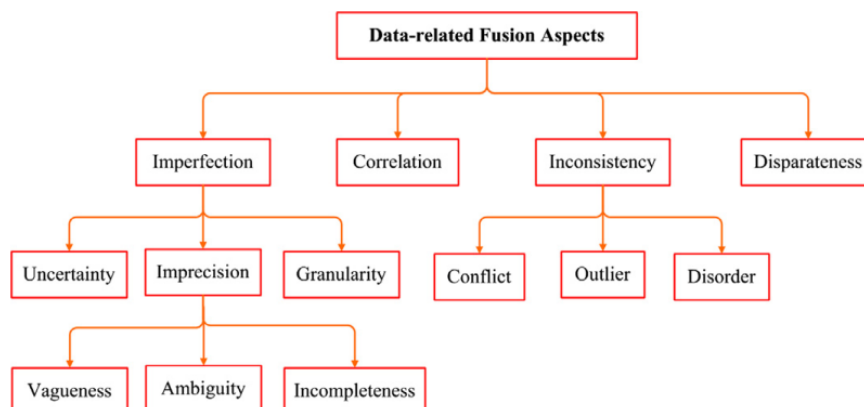 Data-related Fusion Aspects
Imperfection
Correlation
Inconsistency
Disparateness
Uncertainty
Imprecision
Granularity
Conflict
Outlier
Disorder
Vagueness
Ambiguity
Incompleteness